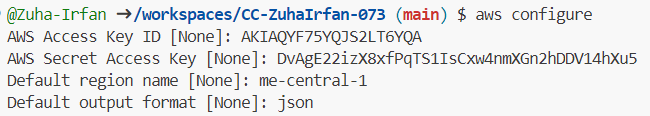 @Zuha-Irfan →/workspaces/CC-ZuhaIrfan-073 (main) $ aws configure
AWS Access Key ID [None]: AKIAQYF75YQJS2LT6YQA
AWS Secret Access Key [None]: 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
Default region name [None]: me-central-1
Default output format [None]: json